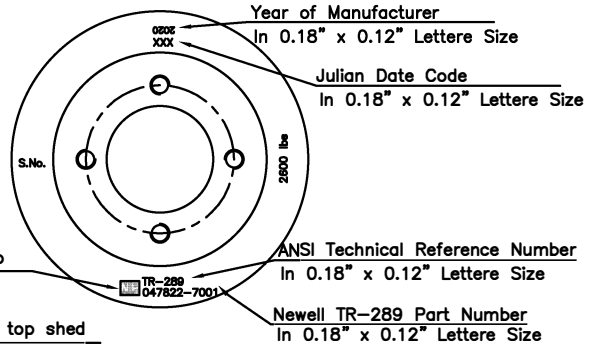 Year of Manufacturer
In 0.18" x 0.12" Lettere Size
2020
XXX
Julian Date Code
In 0.18" x 0.12" Lettere Size
S.No.
2600 lbs
ANSI Technical Reference Number
In 0.18" x 0.12" Lettere Size
TR-289
047822-7001
Newell TR-289 Part Number
In 0.18" x 0.12" Lettere Size
top shed